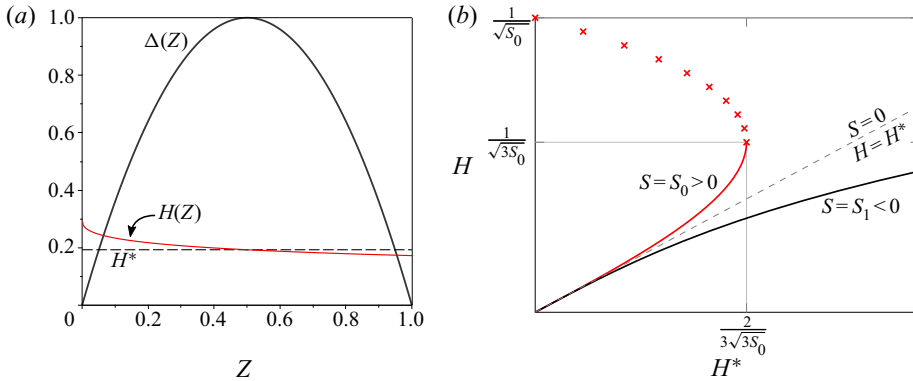 (a)
1.0
0.8
0.6
0.4
0.2
0
0.2
0.4
0.6
0.8
1.0
Δ(Z)
H(Z)
H*
Z
(b)
1/√S₀
1/√3S₀
H
S=0
H=H*
S=S₀>0
S=S₁<0
2/3√3S₀
H*